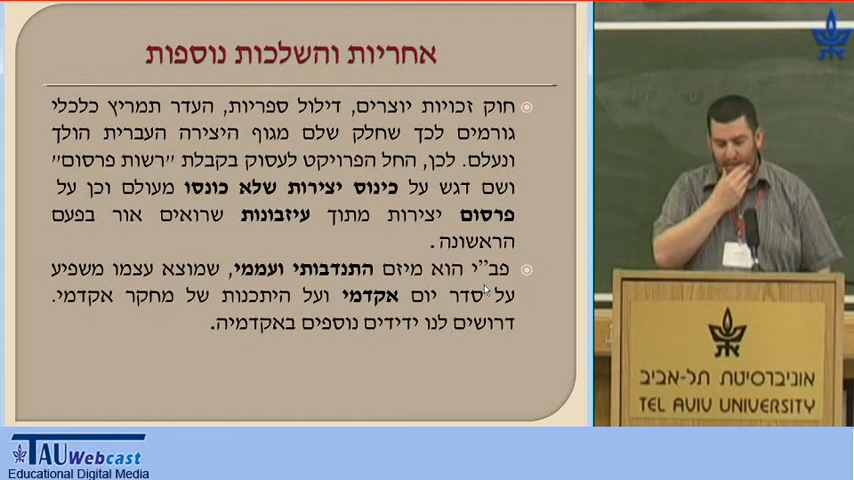 אחריות והשלכות נוספות
חוק זכויות יוצרים, דילול ספריות, העדר תמריץ כלכלי
גורמים לכך שחלק שלם מגוף היצירה העברית הולך
ונעלם. לכן, החל הפרויקט לעסוק בקבלת "רשות פרסום"
ושם דגש על כינוס יצירות שלא כונסו מעולם וכן על
פרסום יצירות מתוך עיזבונות שרואים אור בפעם
הראשונה.
פב"י הוא מיזם התנדבותי ועממי, שמוצא עצמו משפיע
על סדר יום אקדמי ועל היתכנות של מחקר אקדמי.
דרושים לנו ידידים נוספים באקדמיה.
אוניברסיטת תל-אביב
TEL AVIV UNIVERSITY
TAU Webcast
Educational Digital Media